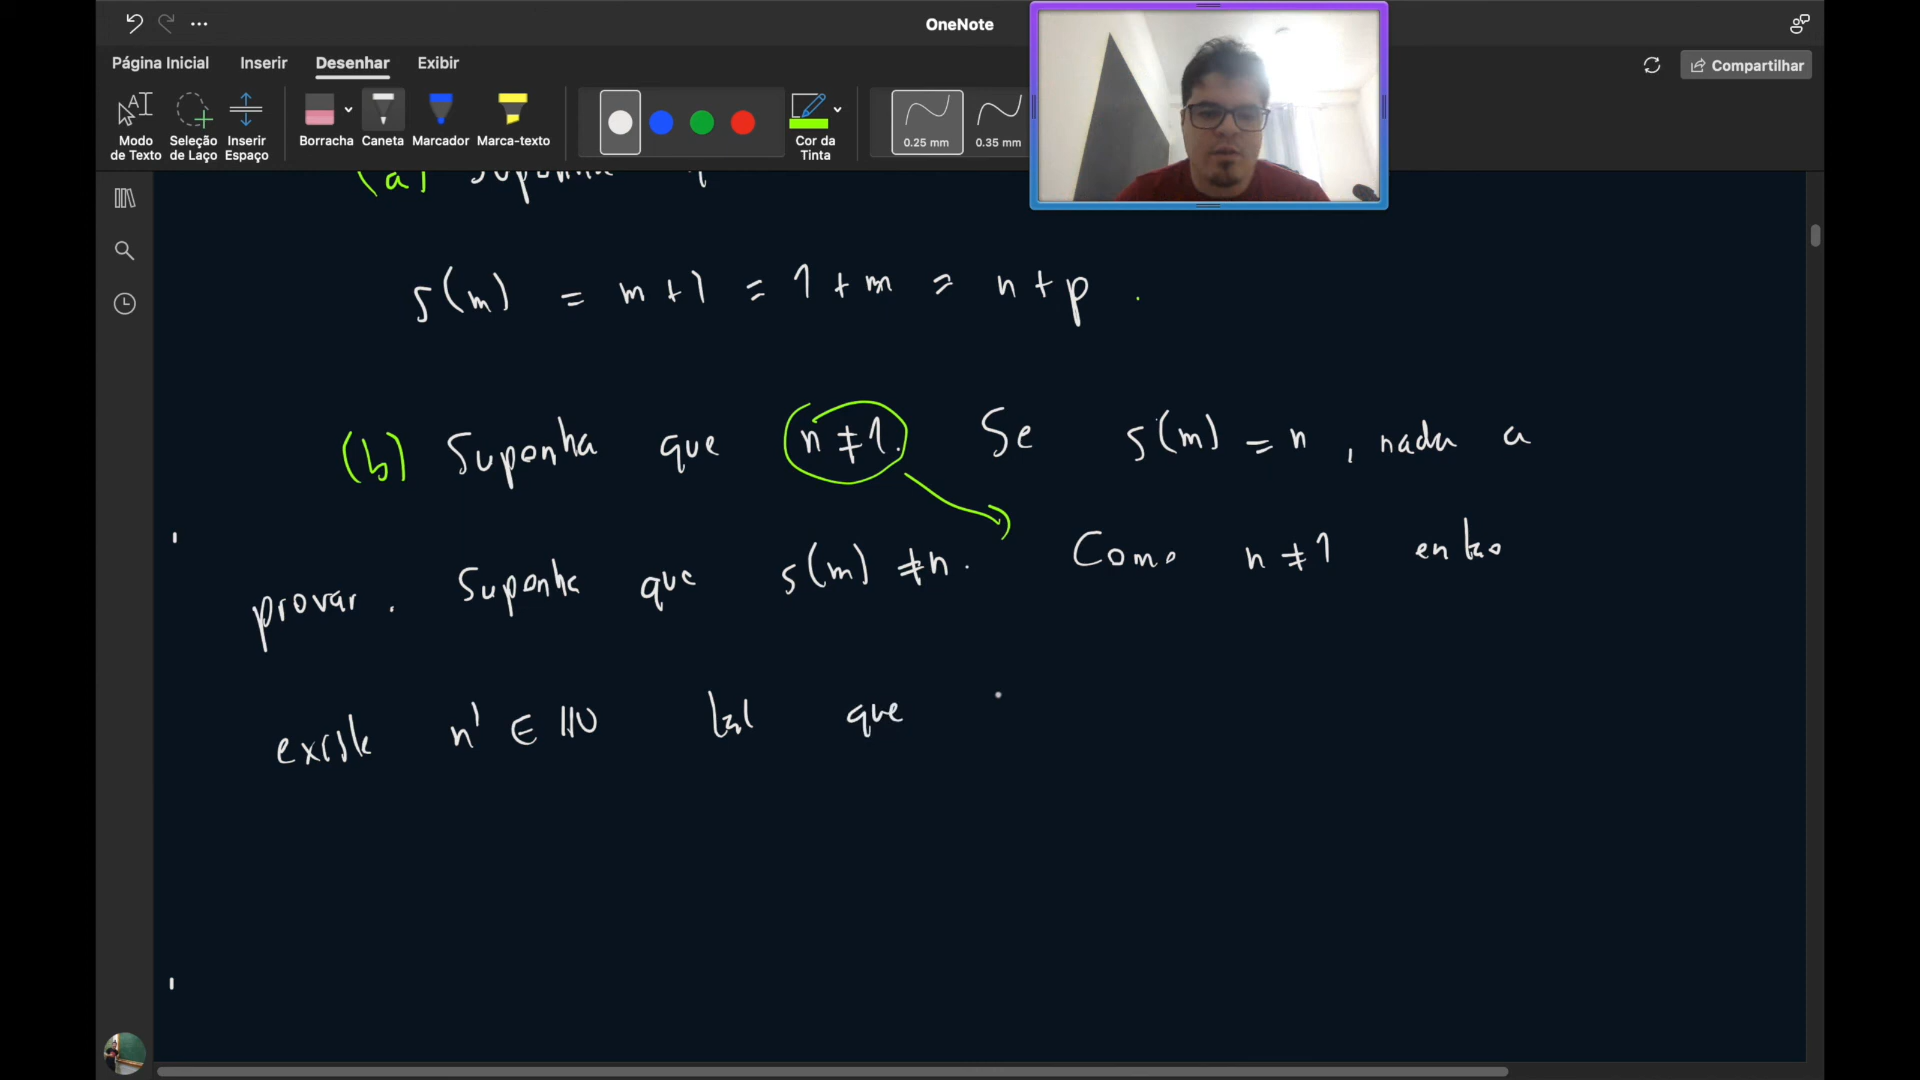 OneNote
Página Inicial Inserir Desenhar Exibir
Compartilhar
Modo de Texto Seleção de Laço Inserir Espaço Borracha Caneta Marcador Marca-texto Cor da Tinta 0.25 mm 0.35 mm
(a) Suponha q
s(m) = m+1 = 1+m = n+p.
(b) Suponha que n≠1. Se s(m) = n, nada a
provar. Suponha que s(m) ≠n. Como n≠1 então
existe n' ∈ ℕ tal que